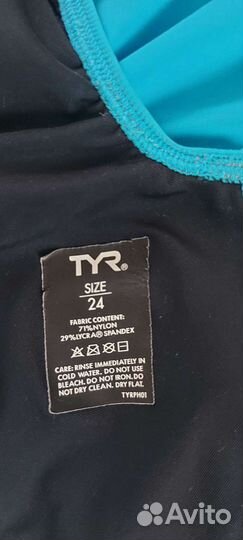 TYR®
SIZE
24
FABRIC CONTENT:
71%NYLON
29%LYCRA® SPANDEX
CARE: RINSE IMMEDIATELY IN
COLD WATER. DO NOT
BLEACH. DO NOT IRON. DO
NOT DRY CLEAN. DRY FLAT.
TYRPH01
Avito